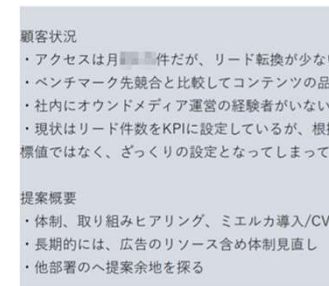 顧客状況
・アクセスは月 件だが、リード転換が少な
・ベンチマーク先競合と比較してコンテンツの品
・社内にオウンドメディア運営の経験者がいない
・現状はリード件数をKPIに設定しているが、根
標値ではなく、ざっくりの設定となってしまって
提案概要
・体制、取り組みヒアリング、ミエルカ導入/CV
・長期的には、広告のリソース含め体制見直し
・他部署のへ提案余地を探る